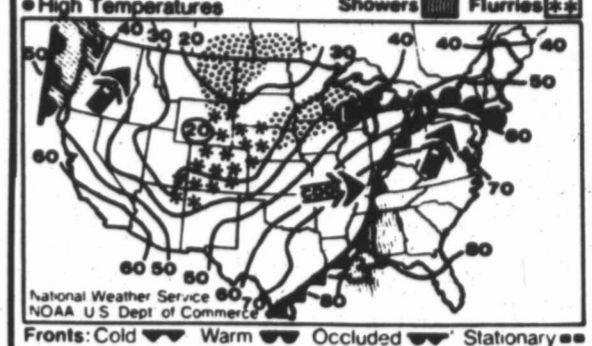 High Temperatures Showers Flurries
40 30 20 30 40 40 40
50 50
20 60
60 70
60 50 50 80
National Weather Service 60
NOAA U S Dept of Commerce 70 80
Fronts: Cold Warm Occluded Stationary